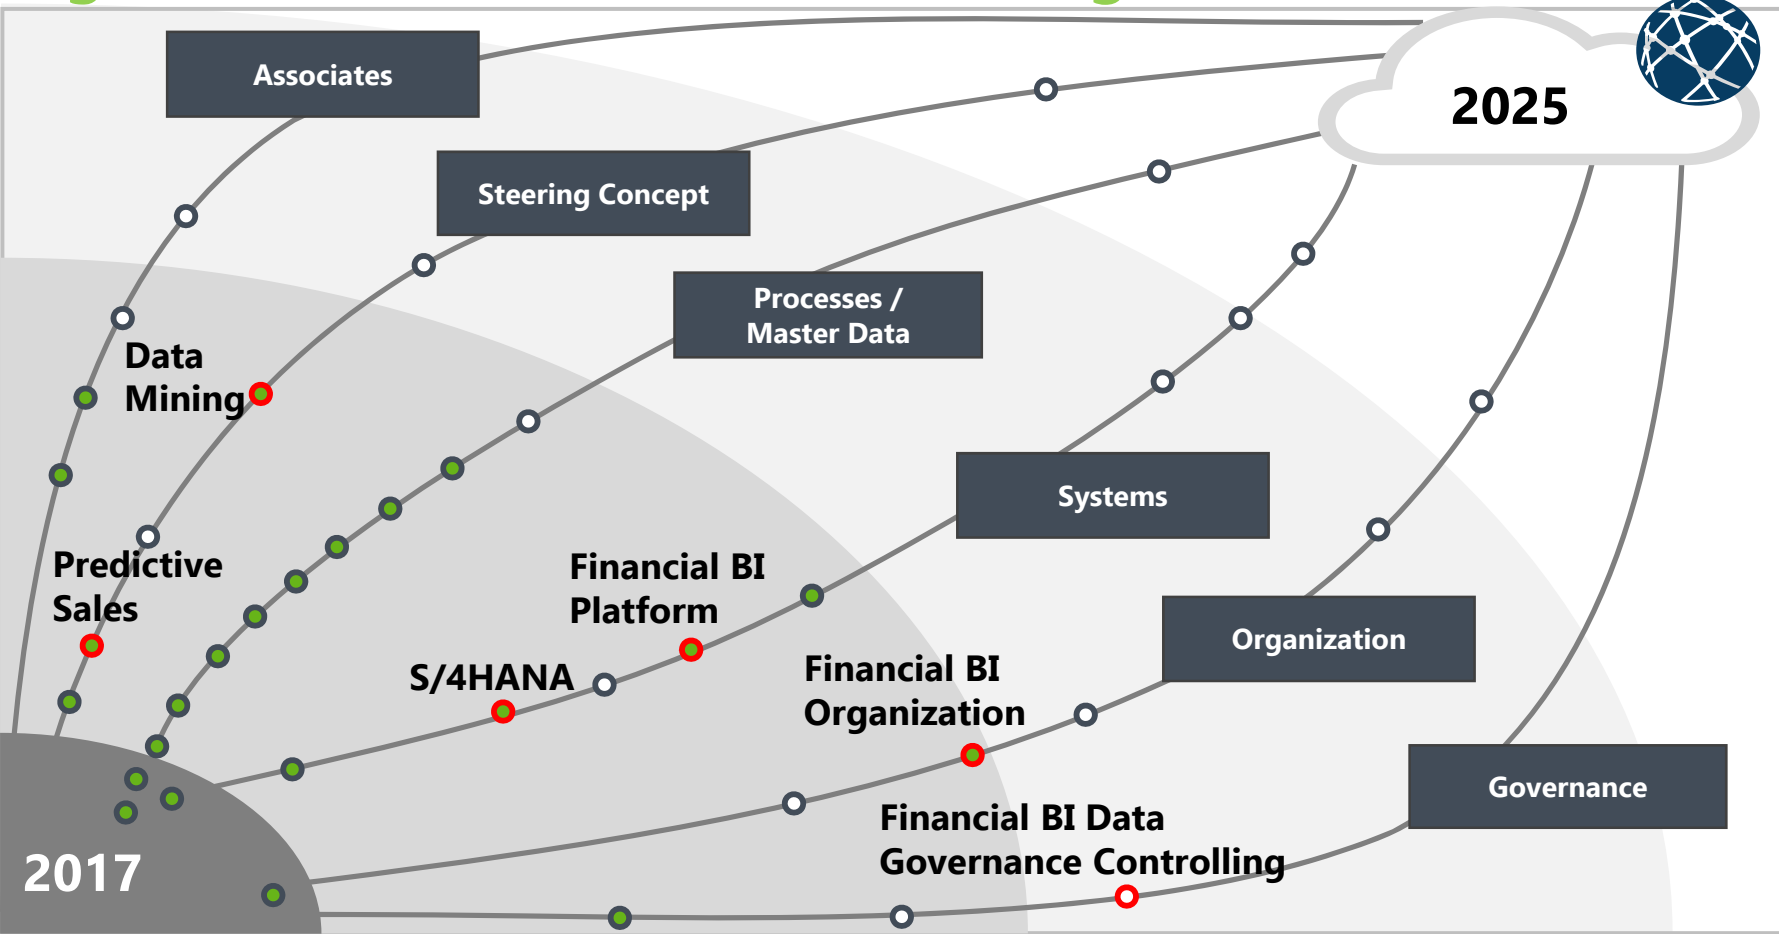 Associates
2025
Steering Concept
Processes /
Master Data
Data
Mining
Systems
Predictive
Sales
Financial BI
Platform
Organization
S/4HANA
Financial BI
Organization
Governance
Financial BI Data
Governance Controlling
2017